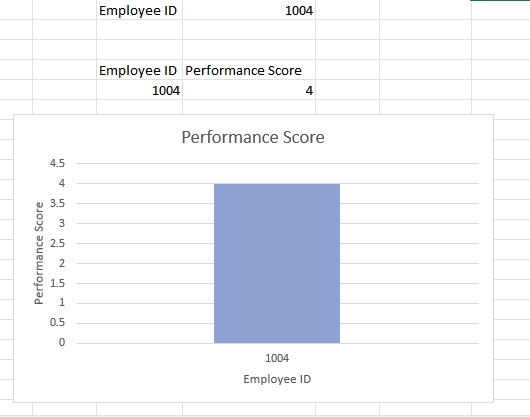 Employee ID 1004
Employee ID Performance Score
1004 4
Performance Score
4.5
4
3.5
3
2.5
2
1.5
1
0.5
0
Performance Score
1004
Employee ID